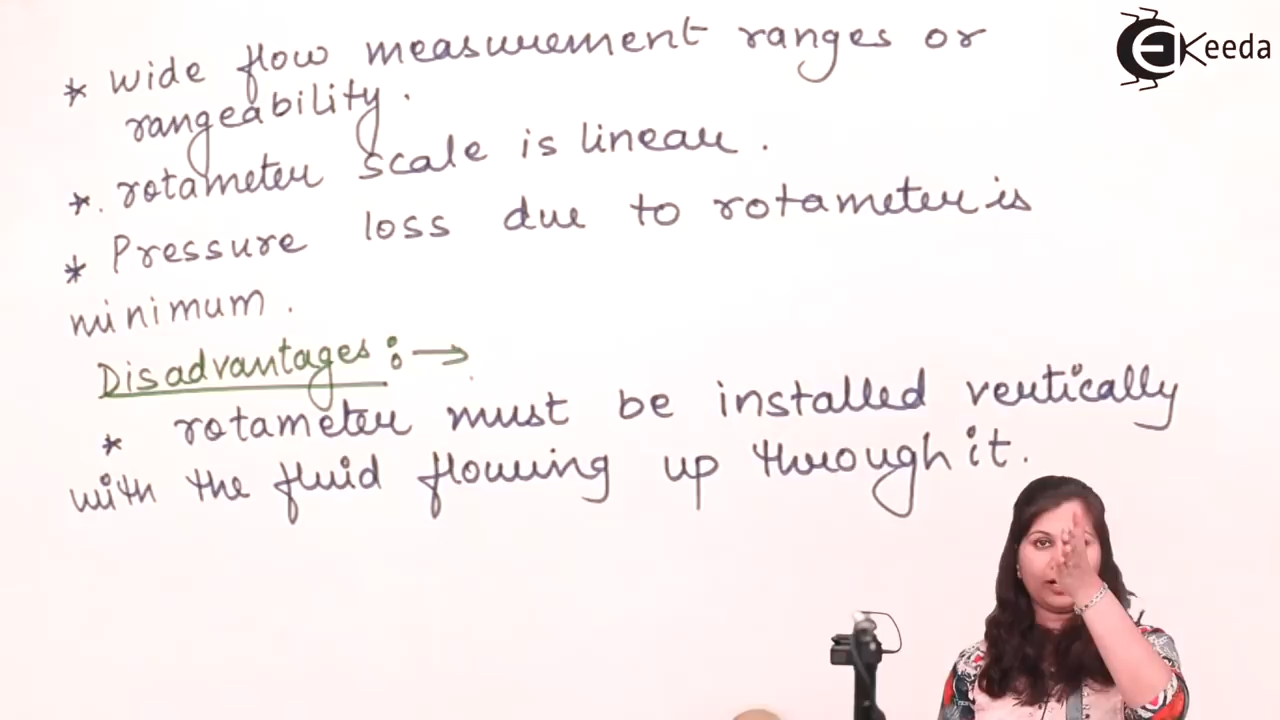 EKeeda
* wide flow measurement ranges or
rangeability.
*. rotameter scale is linear.
* Pressure loss due to rotameter is
minimum.
Disadvantages :→
* rotameter must be installed vertically
with the fluid flowing up through it.